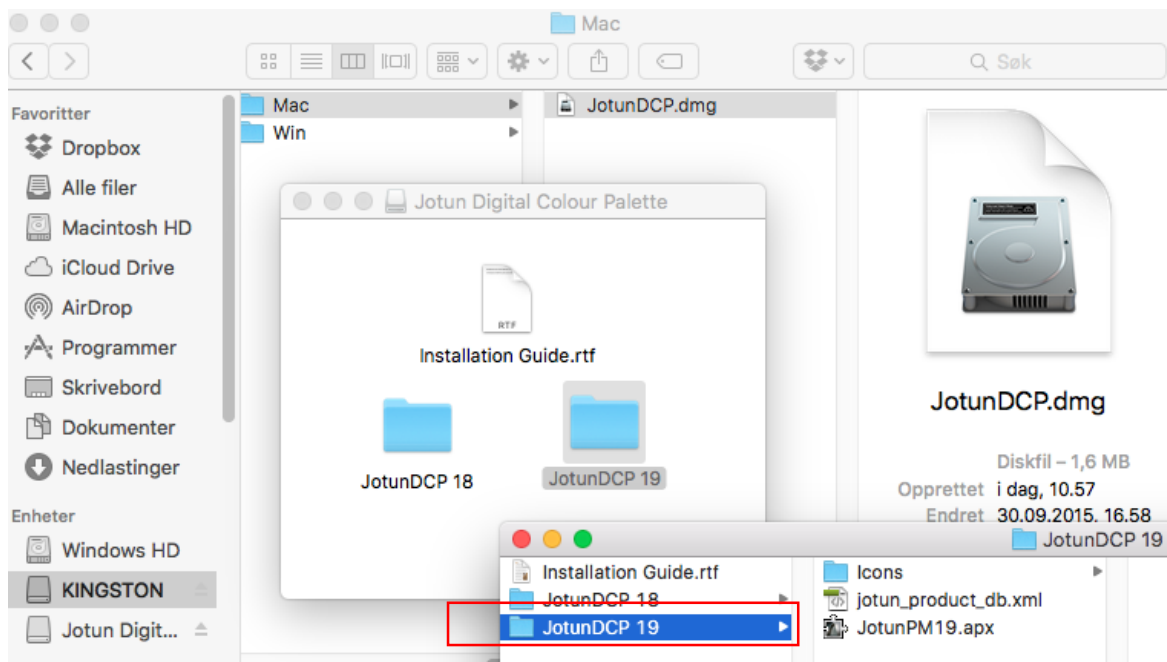 Mac
Søk
Favoritter
Dropbox
Alle filer
Macintosh HD
iCloud Drive
AirDrop
Programmer
Skrivebord
Dokumenter
Nedlastinger
Enheter
Windows HD
KINGSTON
Jotun Digit...
Mac
Win
JotunDCP.dmg
Jotun Digital Colour Palette
RTF
Installation Guide.rtf
JotunDCP 18
JotunDCP 19
JotunDCP.dmg
Diskfil – 1,6 MB
Opprettet i dag, 10.57
Endret 30.09.2015, 16.58
JotunDCP 19
Installation Guide.rtf
JotunDCP 18
JotunDCP 19
Icons
jotun_product_db.xml
JotunPM19.apx